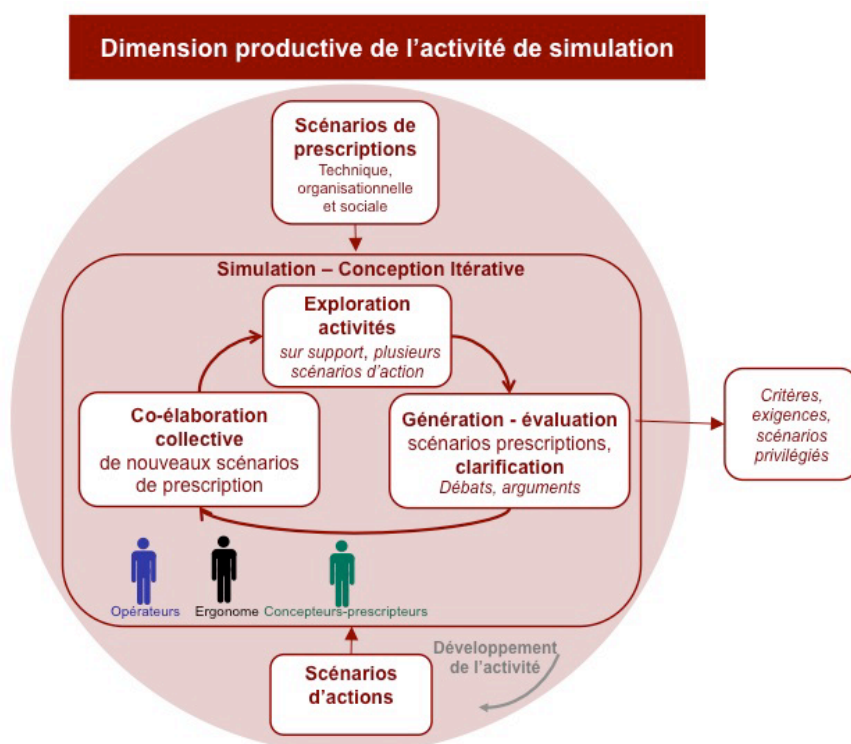 Dimension productive de l’activité de simulation
Scénarios de
prescriptions
Technique,
organisationnelle
et sociale
Simulation – Conception Itérative
Exploration
activités
sur support, plusieurs
scénarios d’action
Co-élaboration
collective
de nouveaux scénarios
de prescription
Génération - évaluation
scénarios prescriptions,
clarification
Débats, arguments
Critères,
exigences,
scénarios
privilégiés
Opérateurs
Ergonome
Concepteurs-prescripteurs
Scénarios
d’actions
Développement
de l’activité